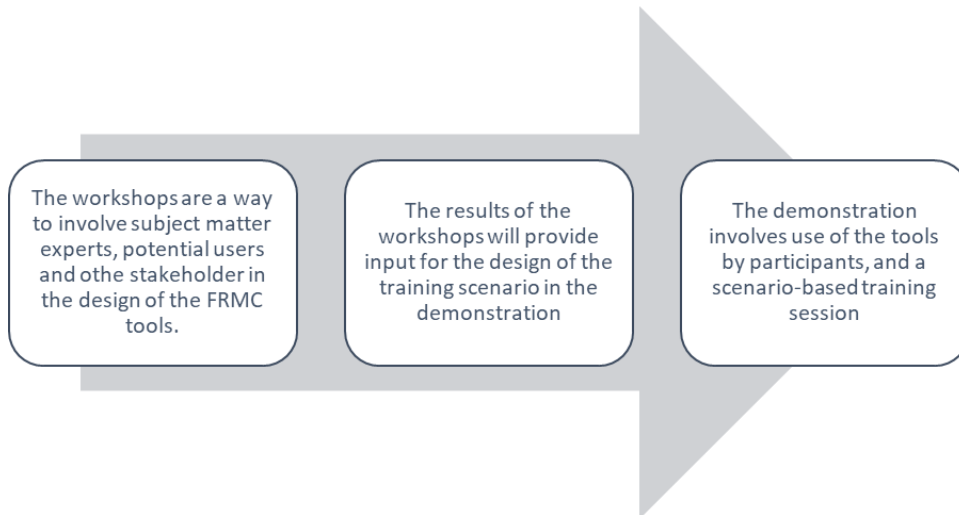 The workshops are a way
to involve subject matter
experts, potential users
and othe stakeholder in
the design of the FRMC
tools.
The results of the
workshops will provide
input for the design of the
training scenario in the
demonstration
The demonstration
involves use of the tools
by participants, and a
scenario-based training
session